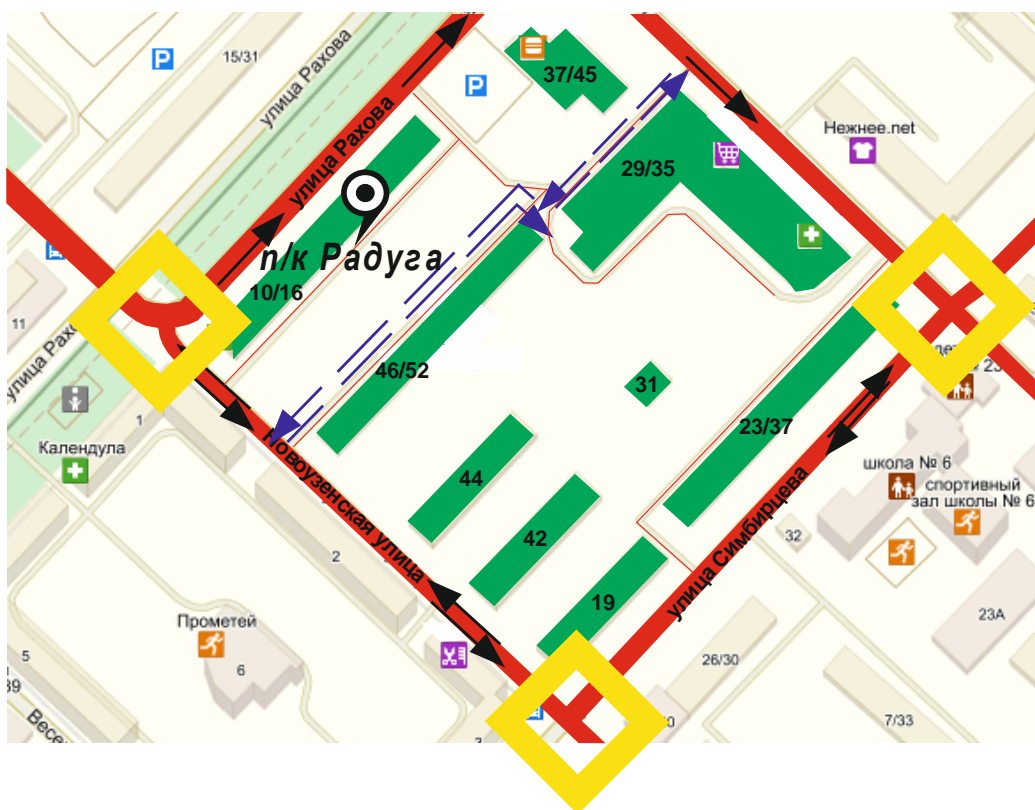 15/31
улица Рахова
37/45
улица Рахова
Нежнее.net
29/35
п/к Радуга
10/16
11
улица Рахова
46/52
31
1
23/37
Календула
Новоузенская улица
школа № 6
спортивный
зал школы № 6
44
42
32
2
улица Симбирцева
19
23А
Прометей
6
26/30
5
7/33